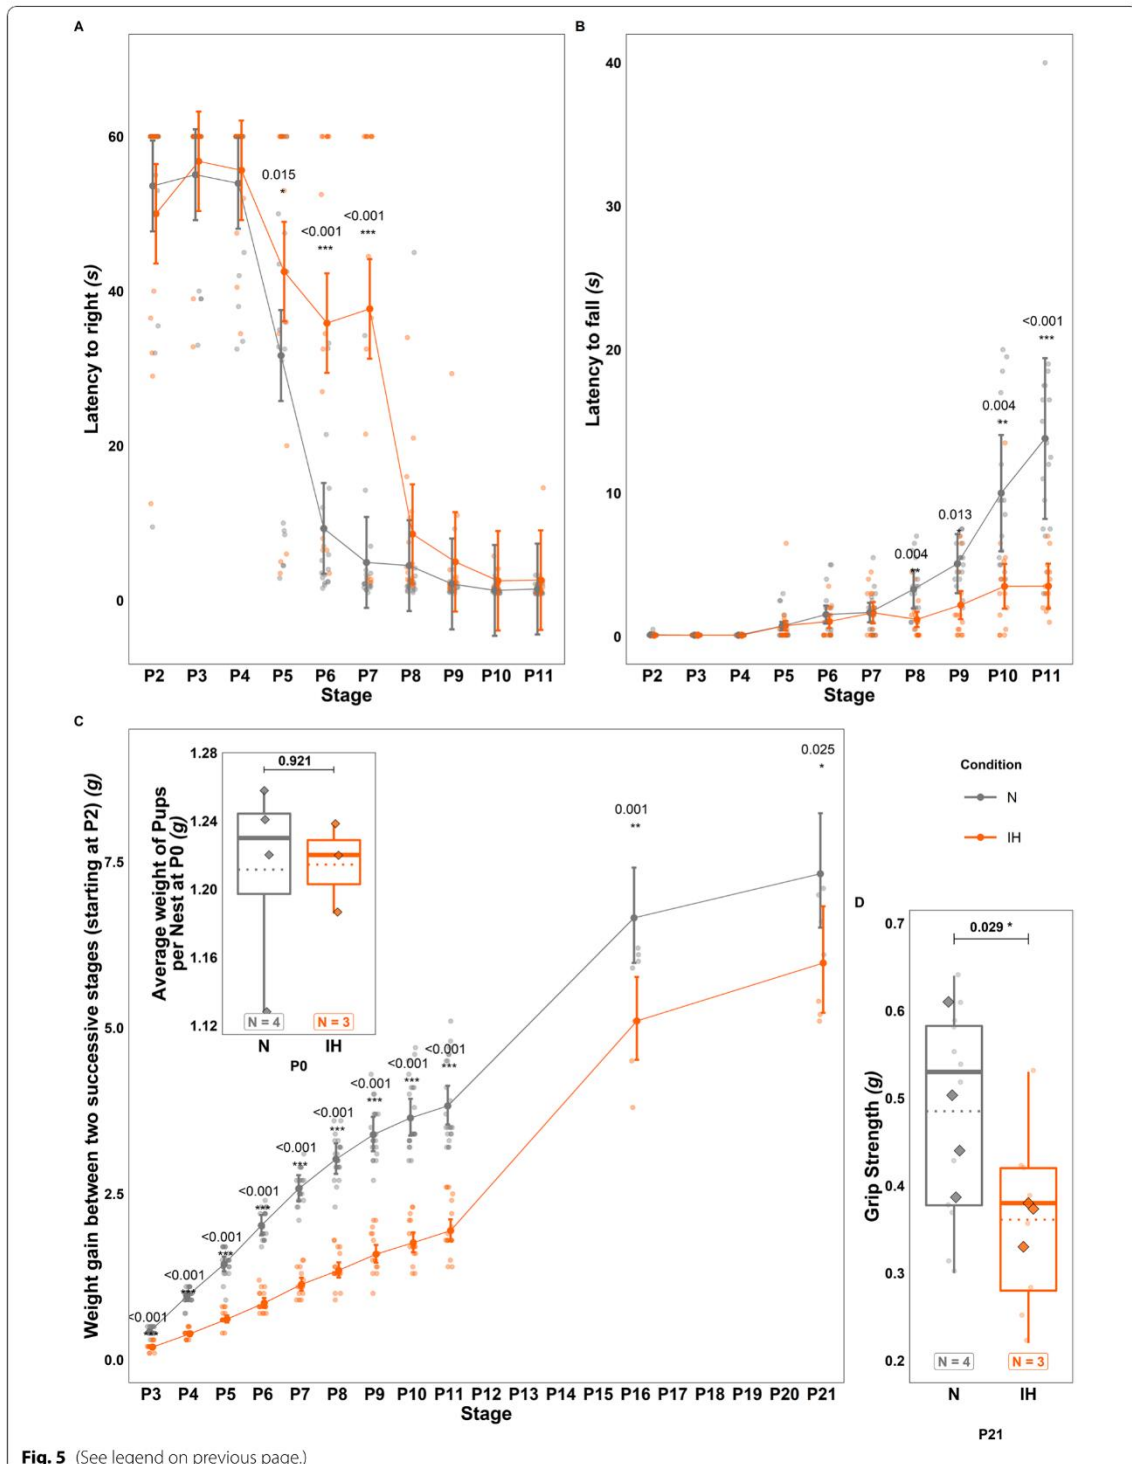 A
Latency to right (s)
60
40
20
0
0.015
*
<0.001
***
<0.001
***
P2 P3 P4 P5 P6 P7 P8 P9 P10 P11
Stage
B
Latency to fall (s)
40
30
20
10
0
0.004
**
0.013
*
0.004
**
<0.001
***
P2 P3 P4 P5 P6 P7 P8 P9 P10 P11
Stage
C
Weight gain between two successive stages (starting at P2) (g)
7.5
5.0
2.5
0.0
<0.001
***
<0.001
***
<0.001
***
<0.001
***
<0.001
***
<0.001
***
<0.001
***
<0.001
***
<0.001
***
0.001
**
0.025
*
P3 P4 P5 P6 P7 P8 P9 P10 P11 P12 P13 P14 P15 P16 P17 P18 P19 P20 P21
Stage
Average weight of Pups
per Nest at P0 (g)
1.28
1.24
1.20
1.16
1.12
0.921
N = 4 N = 3
N IH
P0
Condition
N
IH
D
Grip Strength (g)
0.7
0.6
0.5
0.4
0.3
0.2
0.029 *
N = 4 N = 3
N IH
P21
Fig. 5 (See legend on previous page.)